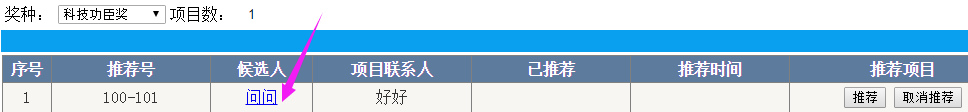 奖种： 科技功臣奖 项目数： 1
序号 推荐号 候选人 项目联系人 已推荐 推荐时间 推荐项目
1 100-101 问问 好好 推荐 取消推荐